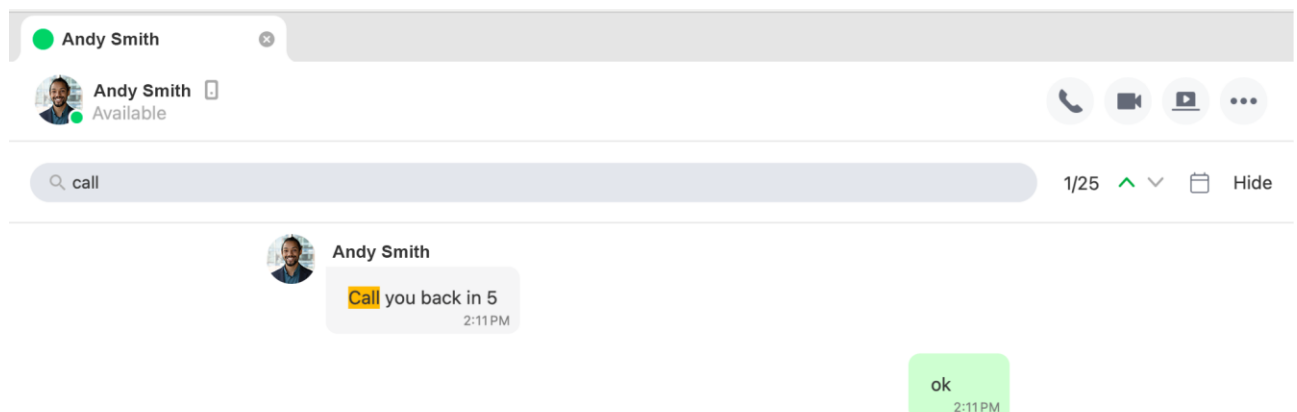 Andy Smith
Andy Smith
Available
call
1/25
Hide
Andy Smith
Call you back in 5
2:11 PM
ok
2:11 PM